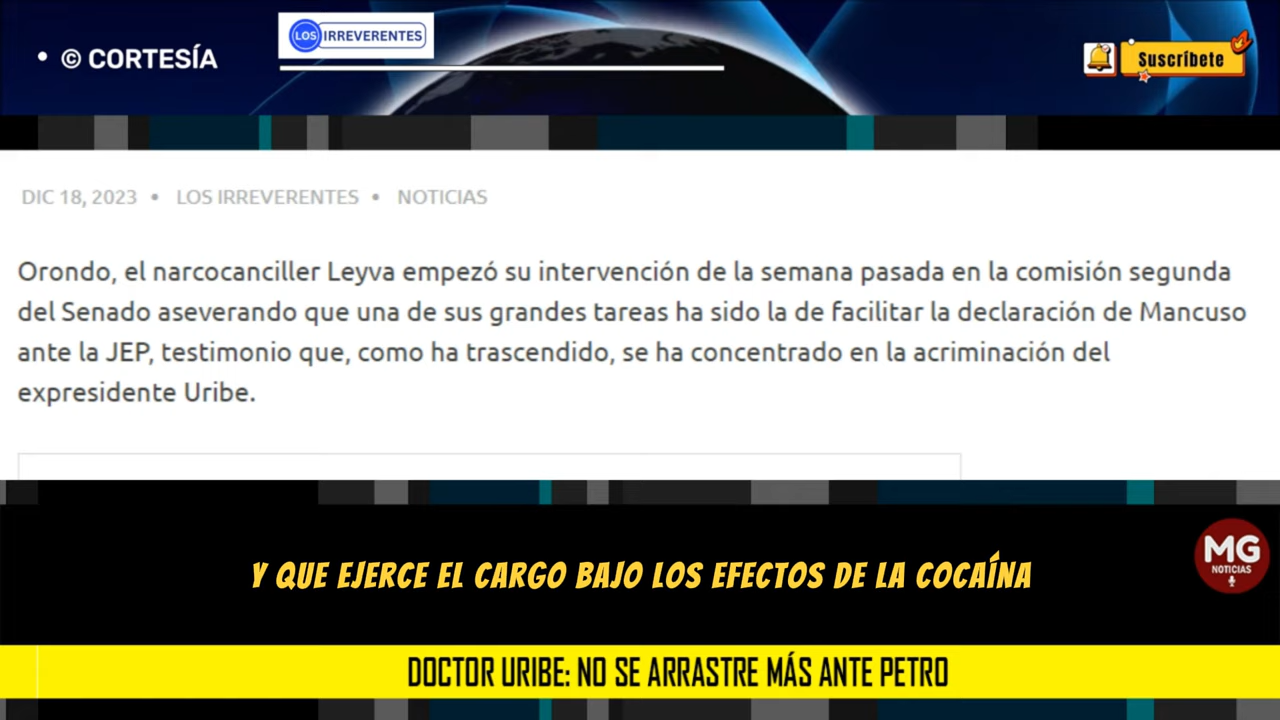 • © CORTESÍA
LOS IRREVERENTES
Suscríbete
DIC 18, 2023 • LOS IRREVERENTES • NOTICIAS
Orondo, el narcocanciller Leyva empezó su intervención de la semana pasada en la comisión segunda
del Senado aseverando que una de sus grandes tareas ha sido la de facilitar la declaración de Mancuso
ante la JEP, testimonio que, como ha trascendido, se ha concentrado en la acriminación del
expresidente Uribe.
Y QUE EJERCE EL CARGO BAJO LOS EFECTOS DE LA COCAÍNA
MG
NOTICIAS
DOCTOR URIBE: NO SE ARRASTRE MÁS ANTE PETRO